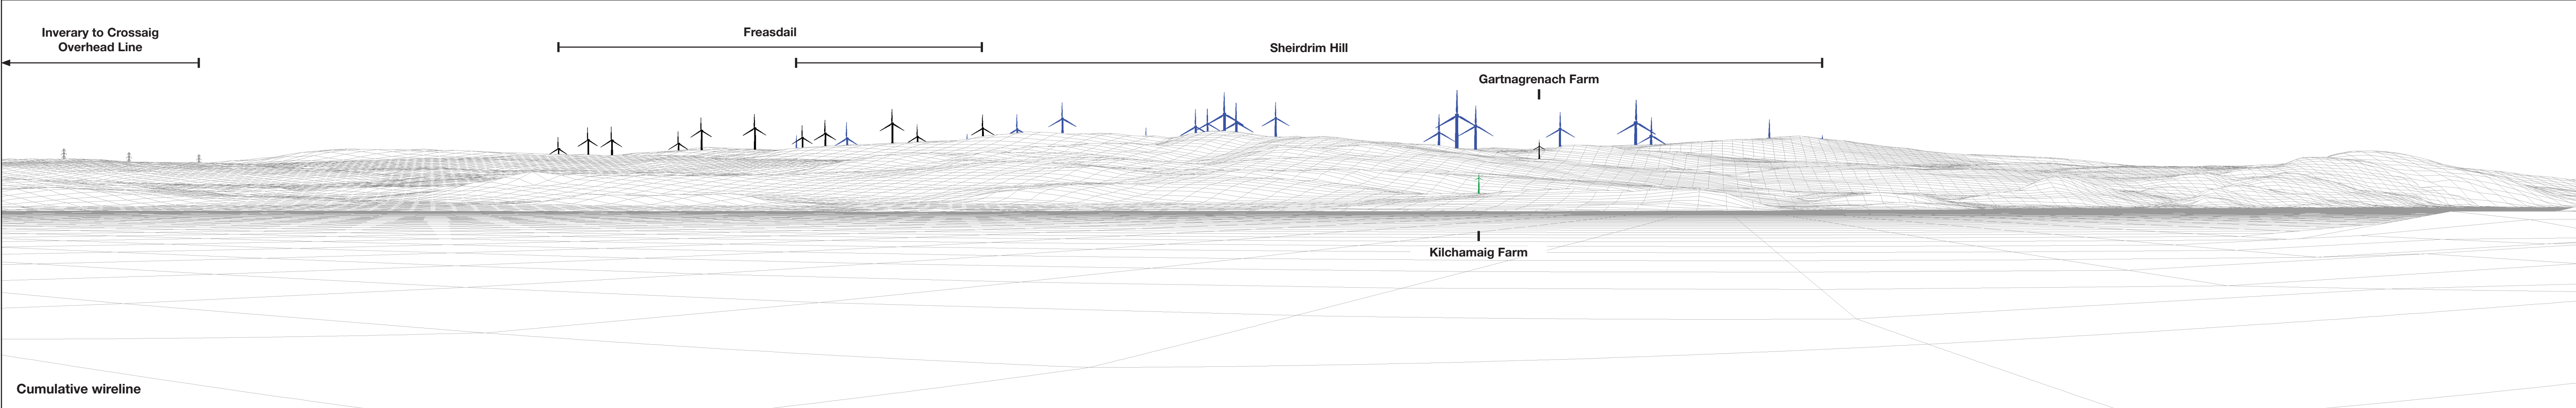 Inverary to Crossaig
Overhead Line
Freasdail
Sheirdrim Hill
Gartnagrenach Farm
Kilchamaig Farm
Cumulative wireline